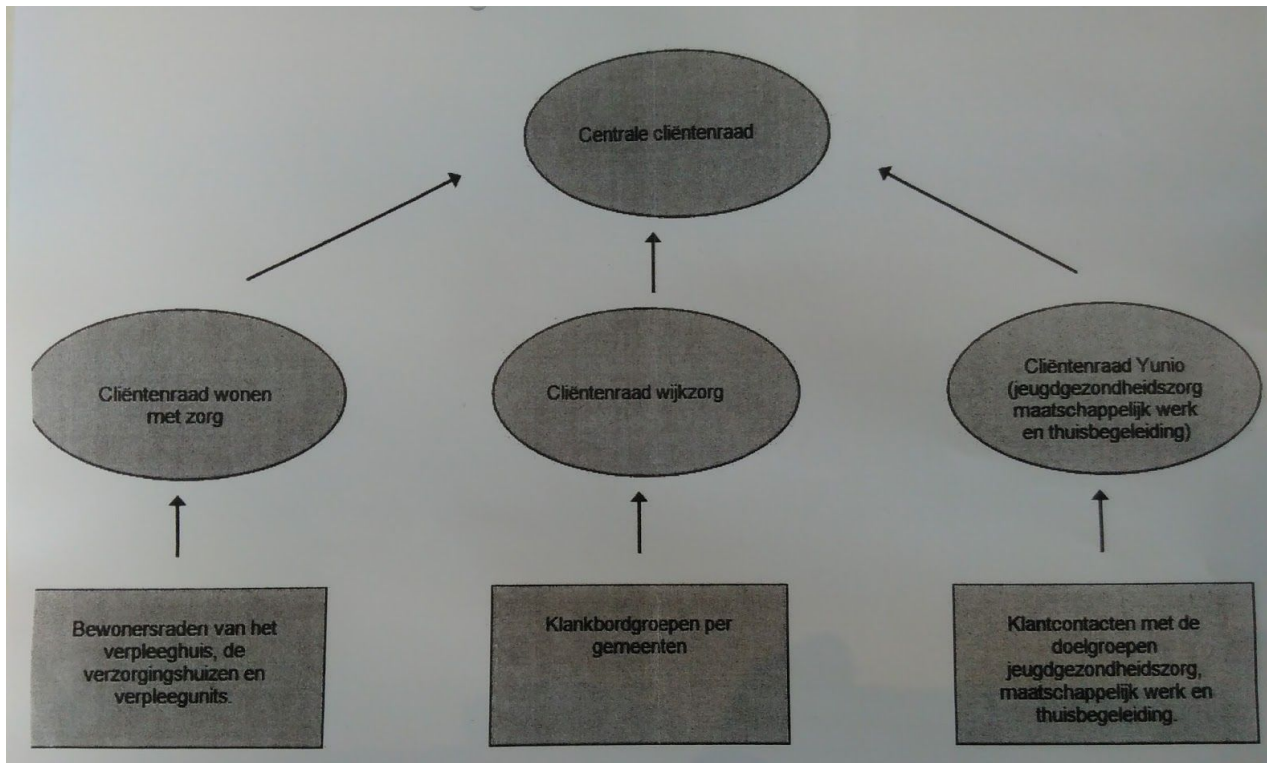 Centrale cliëntenraad
Cliëntenraad wonen
met zorg
Cliëntenraad wijkzorg
Cliëntenraad Yunio
(jeugdgezondheidszorg
maatschappelijk werk
en thuisbegeleiding)
Bewonersraden van het
verpleeghuis, de
verzorgingshuizen en
verpleegunits.
Klankbordgroepen per
gemeenten
Klantcontacten met de
doelgroepen
jeugdgezondheidszorg,
maatschappelijk werk en
thuisbegeleiding.